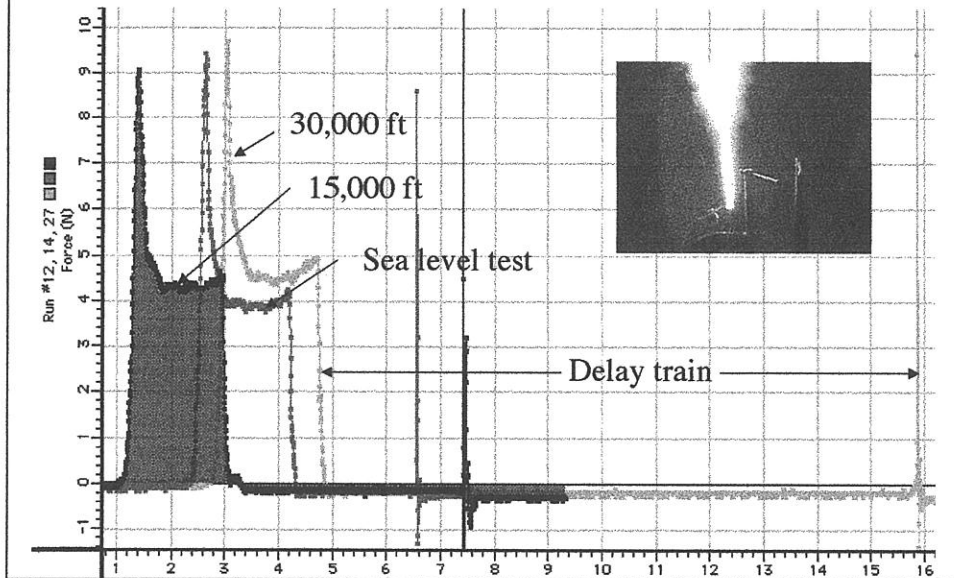 10
9
8
7
6
5
4
3
2
1
0
-1
Run #12, 14, 27
Force (N)
30,000 ft
15,000 ft
Sea level test
Delay train
1 2 3 4 5 6 7 8 9 10 11 12 13 14 15 16